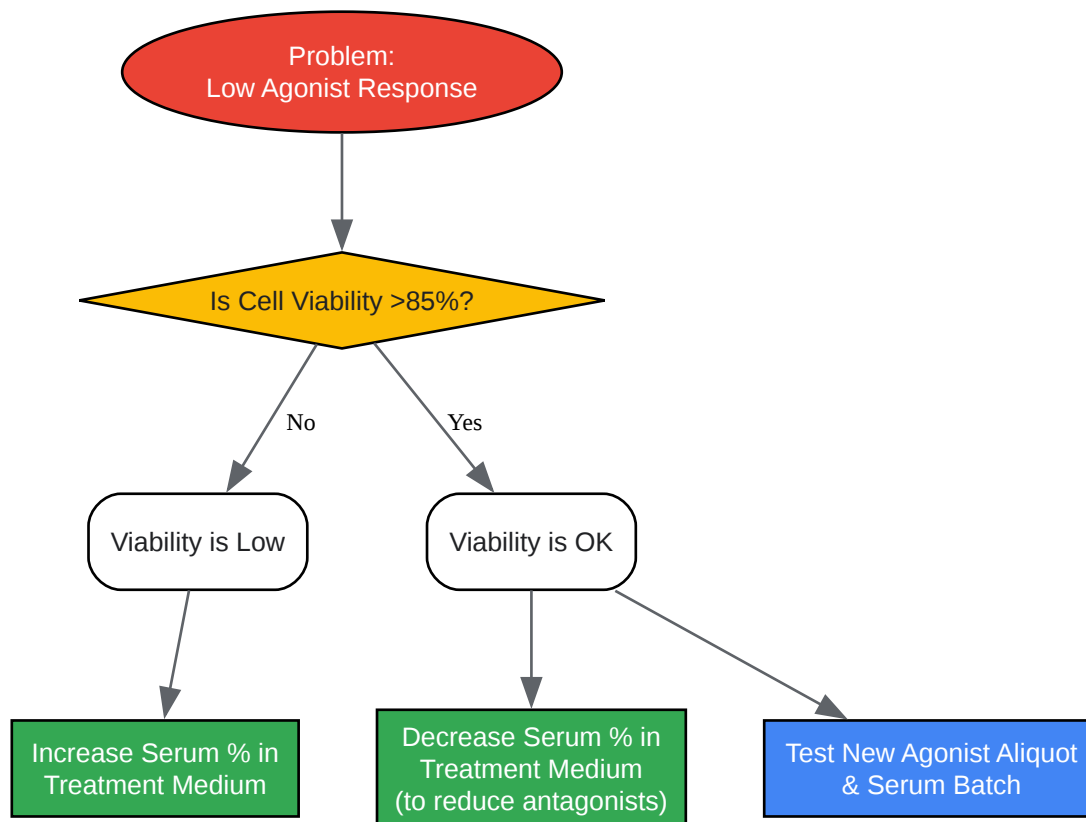 Problem:
Low Agonist Response
Is Cell Viability >85%?
No
Yes
Viability is Low
Viability is OK
Increase Serum % in
Treatment Medium
Decrease Serum % in
Treatment Medium
(to reduce antagonists)
Test New Agonist Aliquot
& Serum Batch